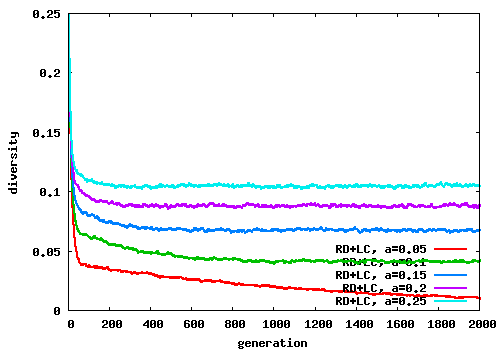 0.25
0.2
0.15
0.1
0.05
0
diversity
RD+LC, a=0.05
RD+LC, a=0.1
RD+LC, a=0.15
RD+LC, a=0.2
RD+LC, a=0.25
0 200 400 600 800 1000 1200 1400 1600 1800 2000
generation